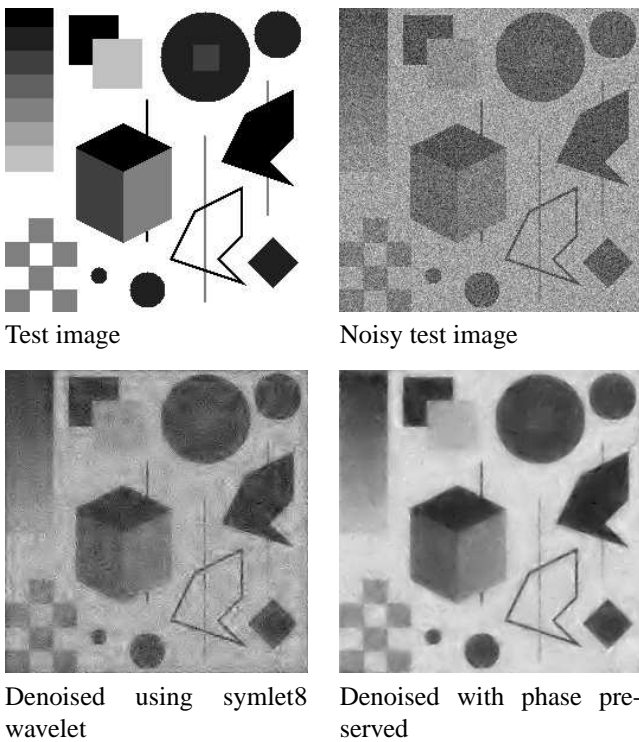 Test image
Noisy test image
Denoised using symlet8
wavelet
Denoised with phase pre-
served